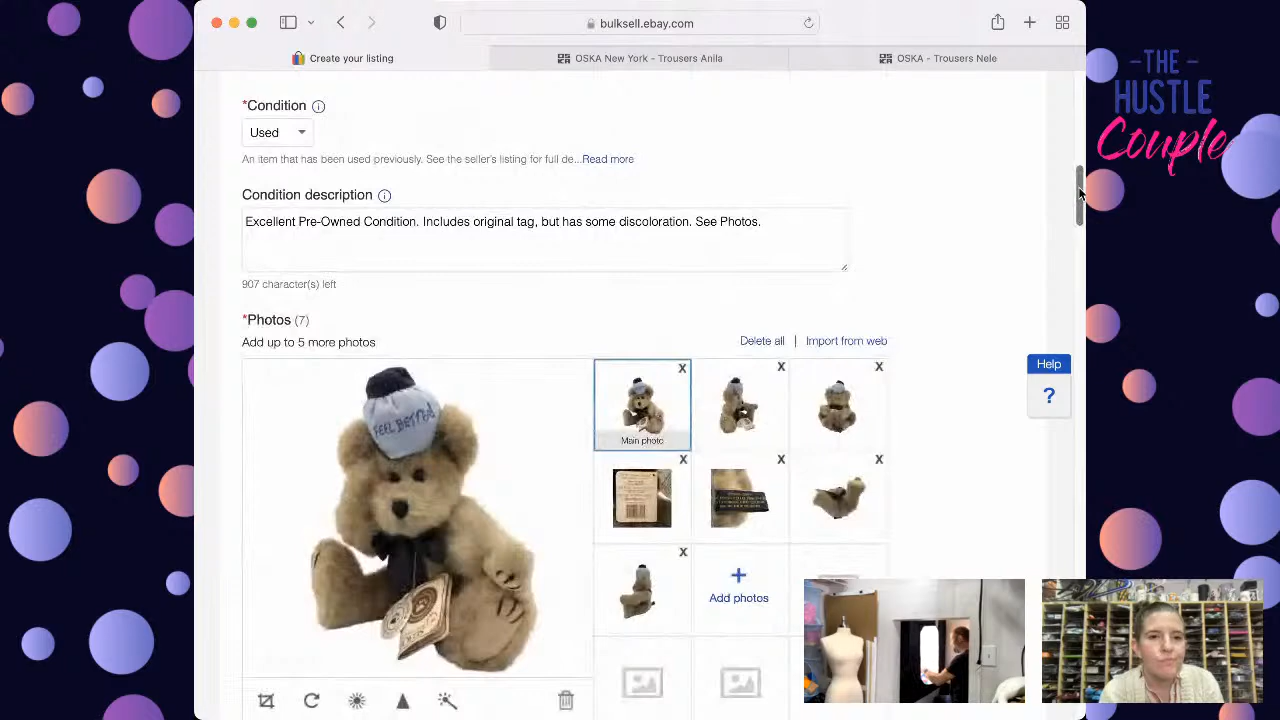 bulksell.ebay.com
Create your listing
OSKA New York - Trousers Anila
OSKA - Trousers Nele
-THE-
HUSTLE
Couple
*Condition
Used
An item that has been used previously. See the seller's listing for full de...Read more
Condition description
Excellent Pre-Owned Condition. Includes original tag, but has some discoloration. See Photos.
907 character(s) left
*Photos (7)
Add up to 5 more photos
Delete all | Import from web
Help
?
X
X
X
FEEL BETTER
Main photo
X
X
X
X
+
Add photos